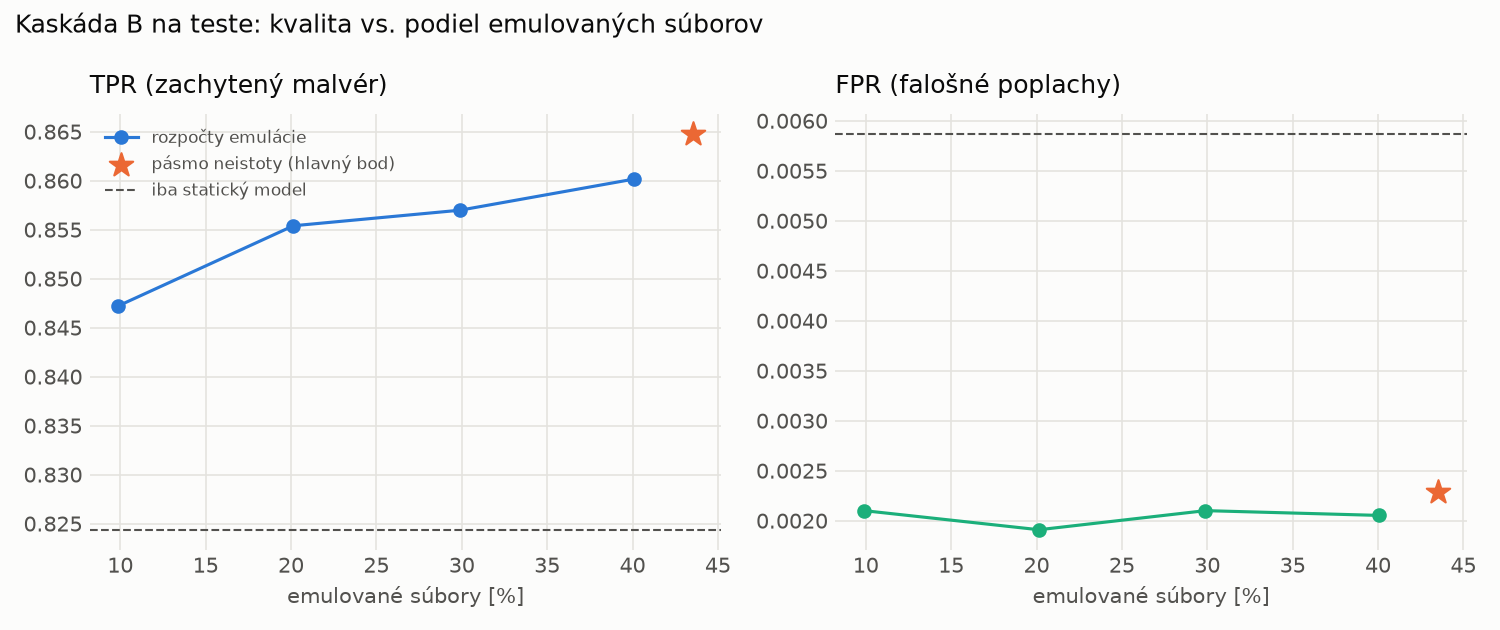 Kaskáda B na teste: kvalita vs. podiel emulovaných súborov
TPR (zachytený malvér)
0.865
0.860
0.855
0.850
0.845
0.840
0.835
0.830
0.825
rozpočty emulácie
pásmo neistoty (hlavný bod)
iba statický model
10 15 20 25 30 35 40 45
emulované súbory [%]
FPR (falošné poplachy)
0.0060
0.0055
0.0050
0.0045
0.0040
0.0035
0.0030
0.0025
0.0020
10 15 20 25 30 35 40 45
emulované súbory [%]